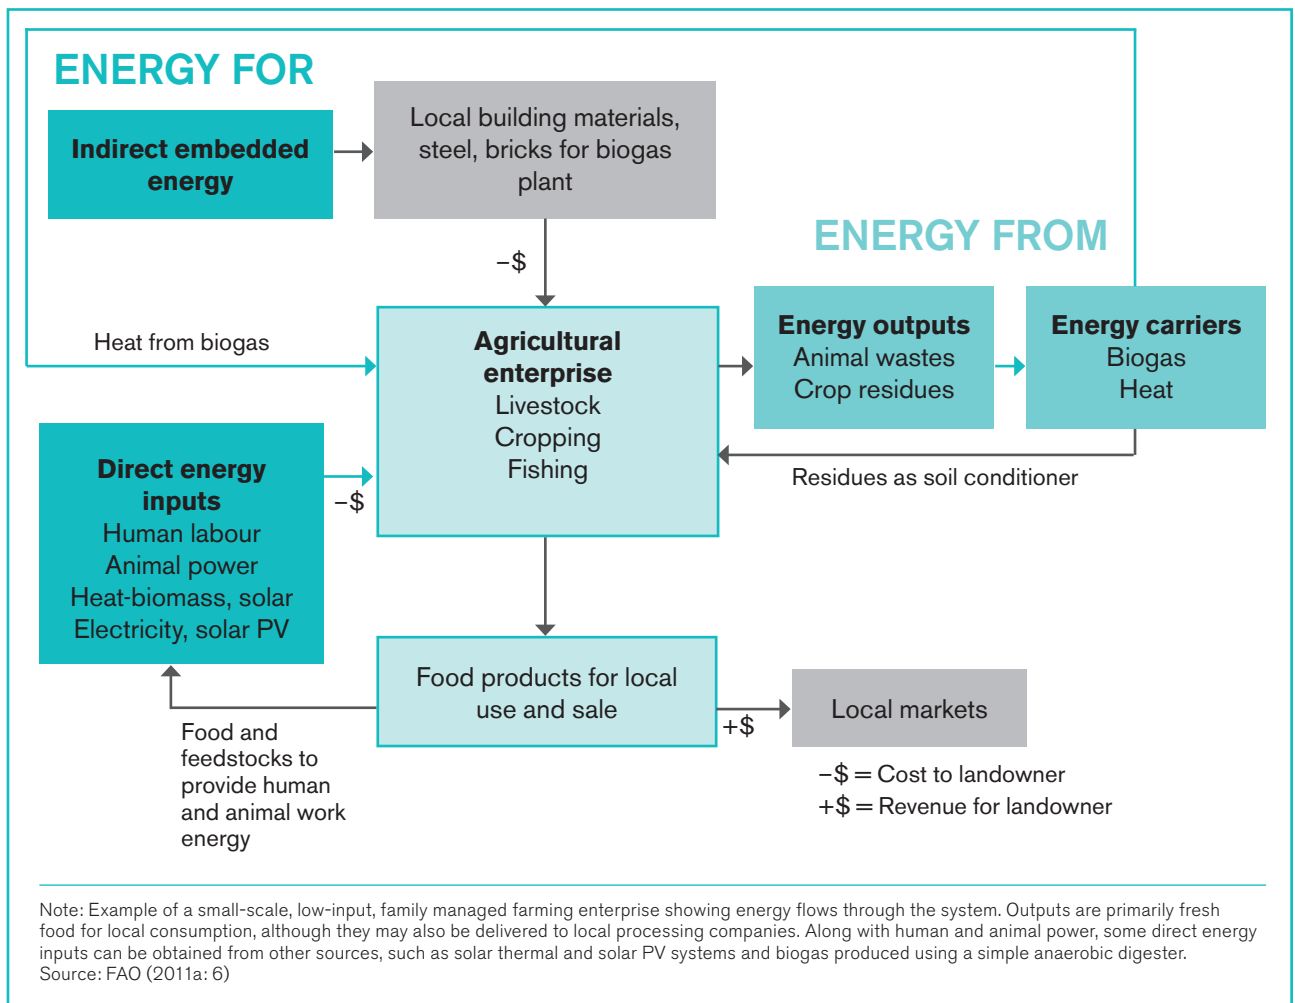 ENERGY FOR
Indirect embedded
energy
Local building materials,
steel, bricks for biogas
plant
–$
ENERGY FROM
Heat from biogas
Agricultural
enterprise
Livestock
Cropping
Fishing
Energy outputs
Animal wastes
Crop residues
Energy carriers
Biogas
Heat
Residues as soil conditioner
Direct energy
inputs
Human labour
Animal power
Heat-biomass, solar
Electricity, solar PV
–$
Food products for local
use and sale
+$
Local markets
Food and
feedstocks to
provide human
and animal work
energy
–$ = Cost to landowner
+$ = Revenue for landowner
Note: Example of a small-scale, low-input, family managed farming enterprise showing energy flows through the system. Outputs are primarily fresh
food for local consumption, although they may also be delivered to local processing companies. Along with human and animal power, some direct energy
inputs can be obtained from other sources, such as solar thermal and solar PV systems and biogas produced using a simple anaerobic digester.
Source: FAO (2011a: 6)